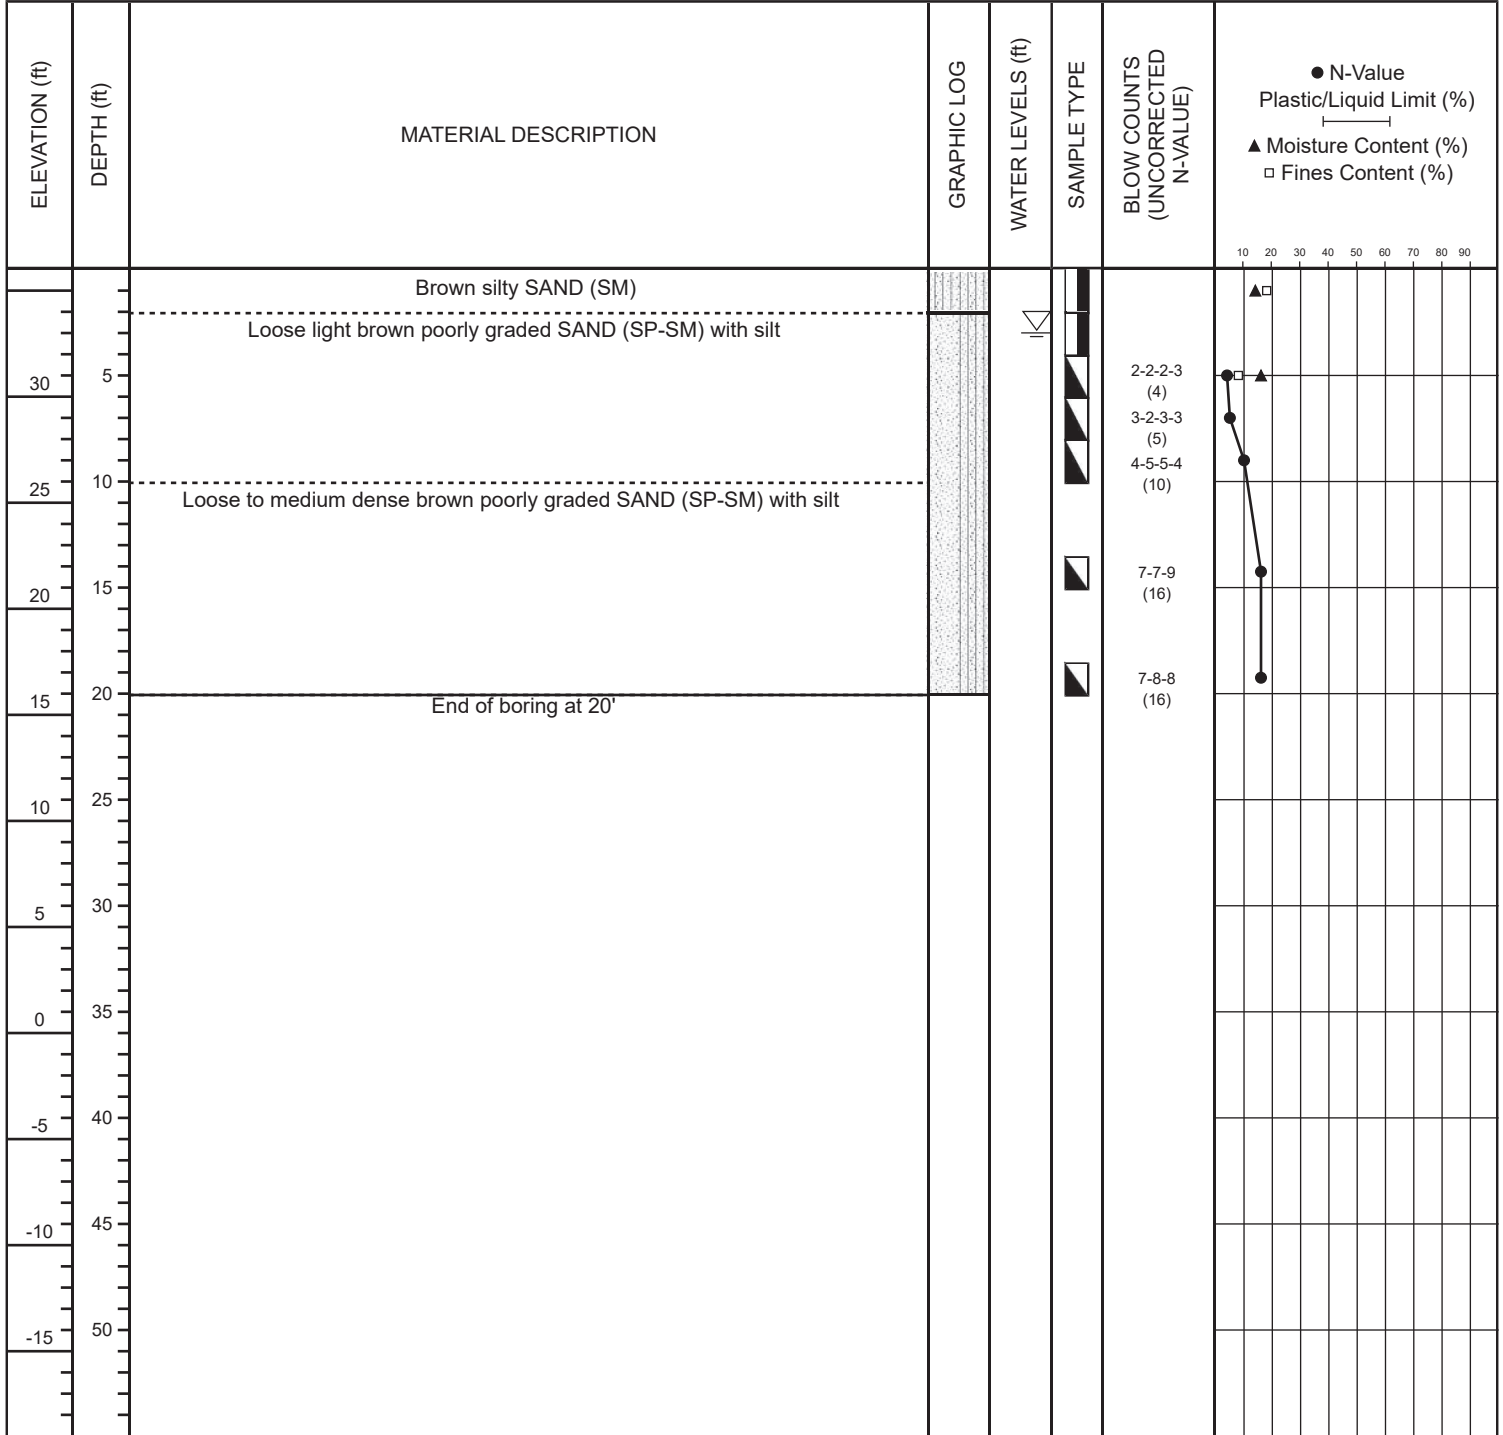 ELEVATION (ft)
DEPTH (ft)
MATERIAL DESCRIPTION
GRAPHIC LOG
WATER LEVELS (ft)
SAMPLE TYPE
BLOW COUNTS
(UNCORRECTED
N-VALUE)
N-Value
Plastic/Liquid Limit (%)
Moisture Content (%)
Fines Content (%)
10 20 30 40 50 60 70 80 90
Brown silty SAND (SM)
Loose light brown poorly graded SAND (SP-SM) with silt
30 5 2-2-2-3
(4)
3-2-3-3
(5)
4-5-5-4
25 10 (10)
Loose to medium dense brown poorly graded SAND (SP-SM) with silt
7-7-9
20 15 (16)
7-8-8
15 20 (16)
End of boring at 20'
10 25
5 30
0 35
-5 40
-10 45
-15 50